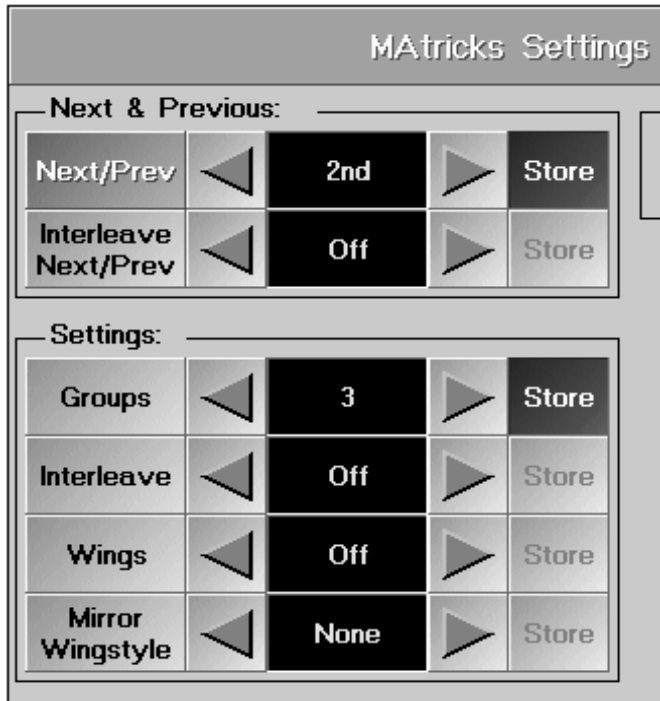 MAtricks Settings
Next & Previous:
Next/Prev 2nd Store
Interleave
Next/Prev Off Store
Settings:
Groups 3 Store
Interleave Off Store
Wings Off Store
Mirror
Wingstyle None Store